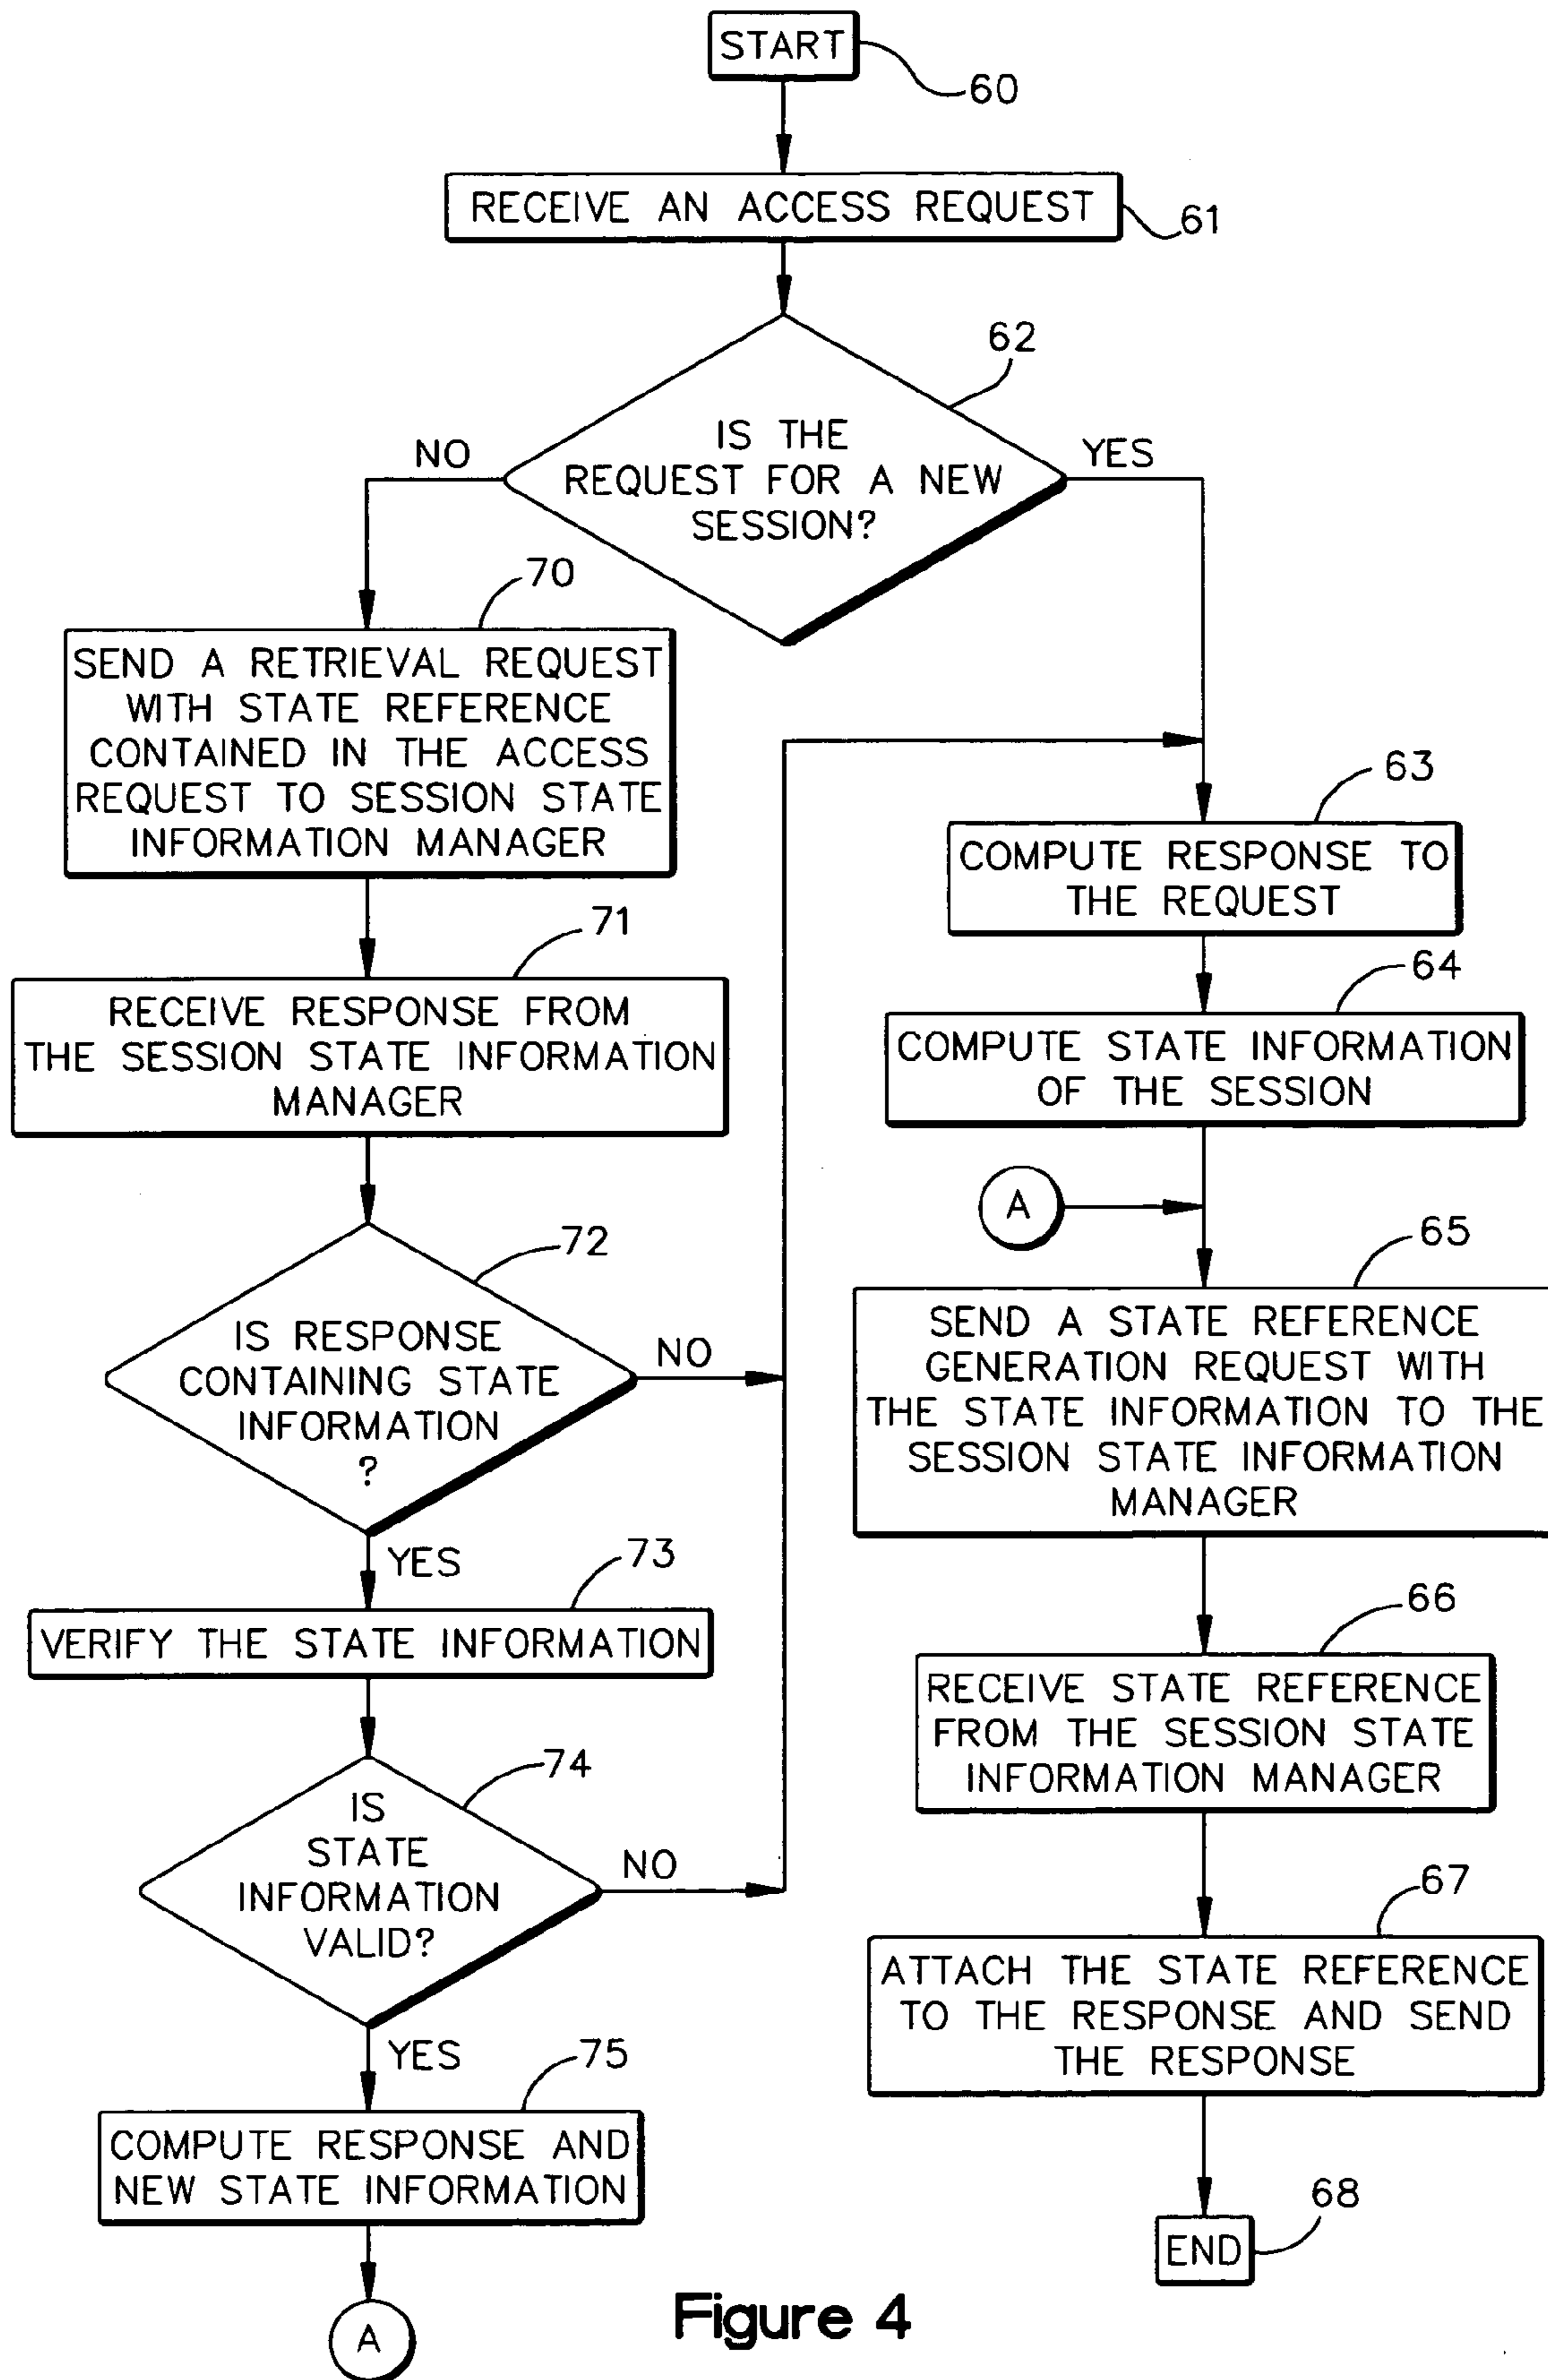 START
60
RECEIVE AN ACCESS REQUEST
61
62
IS THE
REQUEST FOR A NEW
SESSION?
NO
YES
70
SEND A RETRIEVAL REQUEST
WITH STATE REFERENCE
CONTAINED IN THE ACCESS
REQUEST TO SESSION STATE
INFORMATION MANAGER
71
RECEIVE RESPONSE FROM
THE SESSION STATE INFORMATION
MANAGER
72
IS RESPONSE
CONTAINING STATE
INFORMATION
?
NO
YES
73
VERIFY THE STATE INFORMATION
74
IS
STATE
INFORMATION
VALID?
NO
YES
75
COMPUTE RESPONSE AND
NEW STATE INFORMATION
A
63
COMPUTE RESPONSE TO
THE REQUEST
64
COMPUTE STATE INFORMATION
OF THE SESSION
A
65
SEND A STATE REFERENCE
GENERATION REQUEST WITH
THE STATE INFORMATION TO THE
SESSION STATE INFORMATION
MANAGER
66
RECEIVE STATE REFERENCE
FROM THE SESSION STATE
INFORMATION MANAGER
67
ATTACH THE STATE REFERENCE
TO THE RESPONSE AND SEND
THE RESPONSE
68
END
Figure 4